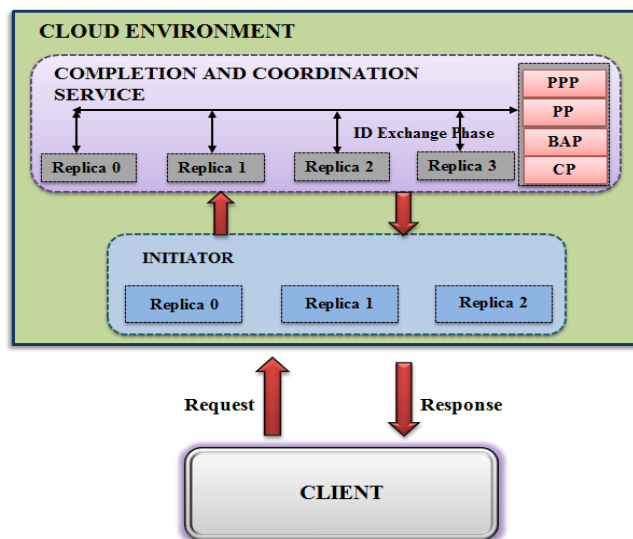 CLOUD ENVIRONMENT
COMPLETION AND COORDINATION
SERVICE
PPP
PP
BAP
CP
ID Exchange Phase
Replica 0
Replica 1
Replica 2
Replica 3
INITIATOR
Replica 0
Replica 1
Replica 2
Request
Response
CLIENT